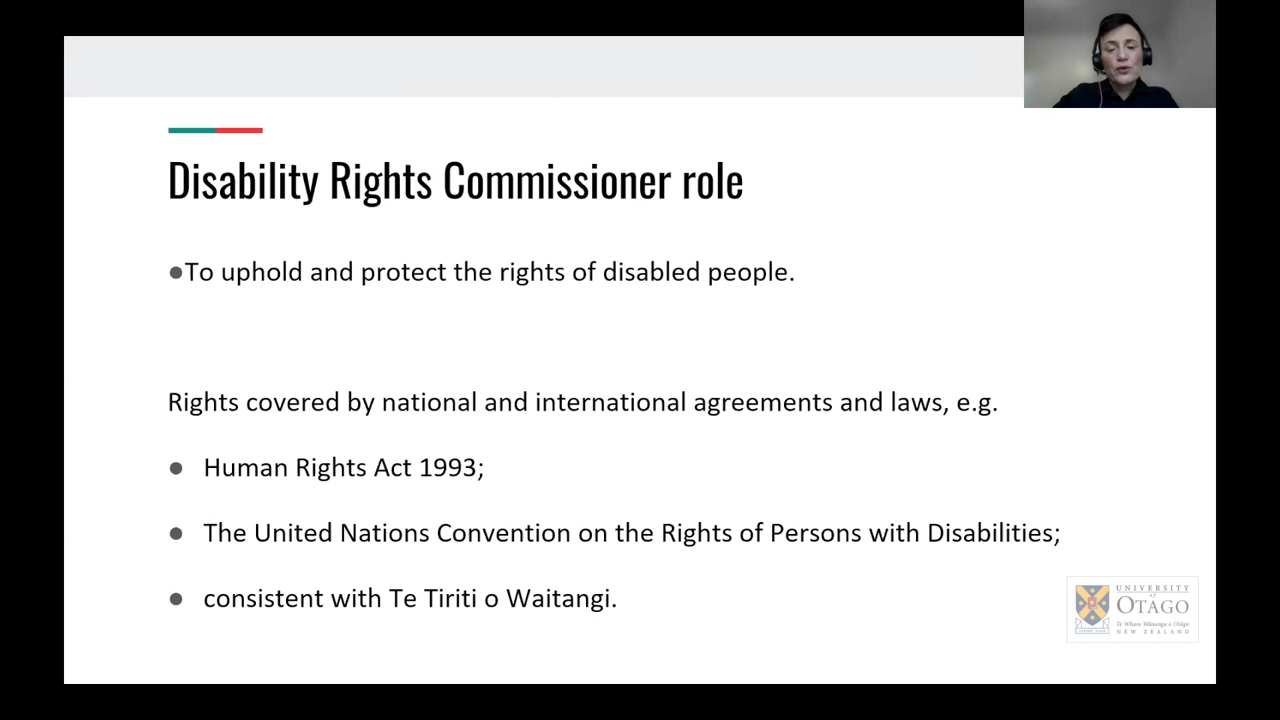 Disability Rights Commissioner role
●To uphold and protect the rights of disabled people.
Rights covered by national and international agreements and laws, e.g.
● Human Rights Act 1993;
● The United Nations Convention on the Rights of Persons with Disabilities;
● consistent with Te Tiriti o Waitangi.
UNIVERSITY
of
OTAGO
Te Whare Wānanga o Otāgo
NEW ZEALAND